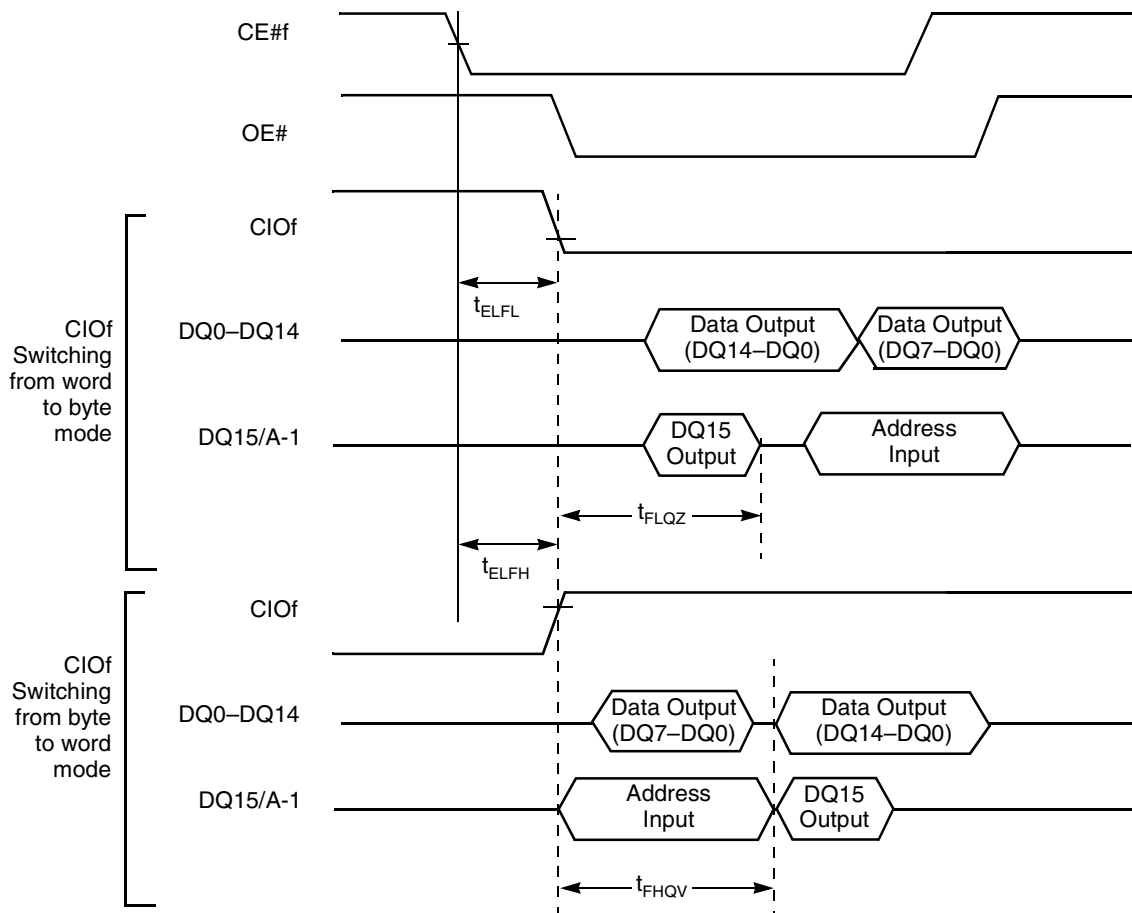 CE#f
OE#
CIOf
tELFL
CIOf
Switching
from word
to byte
mode
DQ0–DQ14
Data Output
(DQ14–DQ0)
Data Output
(DQ7–DQ0)
DQ15/A-1
DQ15
Output
Address
Input
tFLQZ
tELFH
CIOf
CIOf
Switching
from byte
to word
mode
DQ0–DQ14
Data Output
(DQ7–DQ0)
Data Output
(DQ14–DQ0)
DQ15/A-1
Address
Input
DQ15
Output
tFHQV